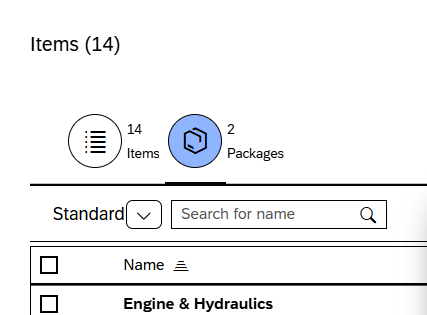 Items (14)
14
Items
2
Packages
Standard
Search for name
Name
Engine & Hydraulics